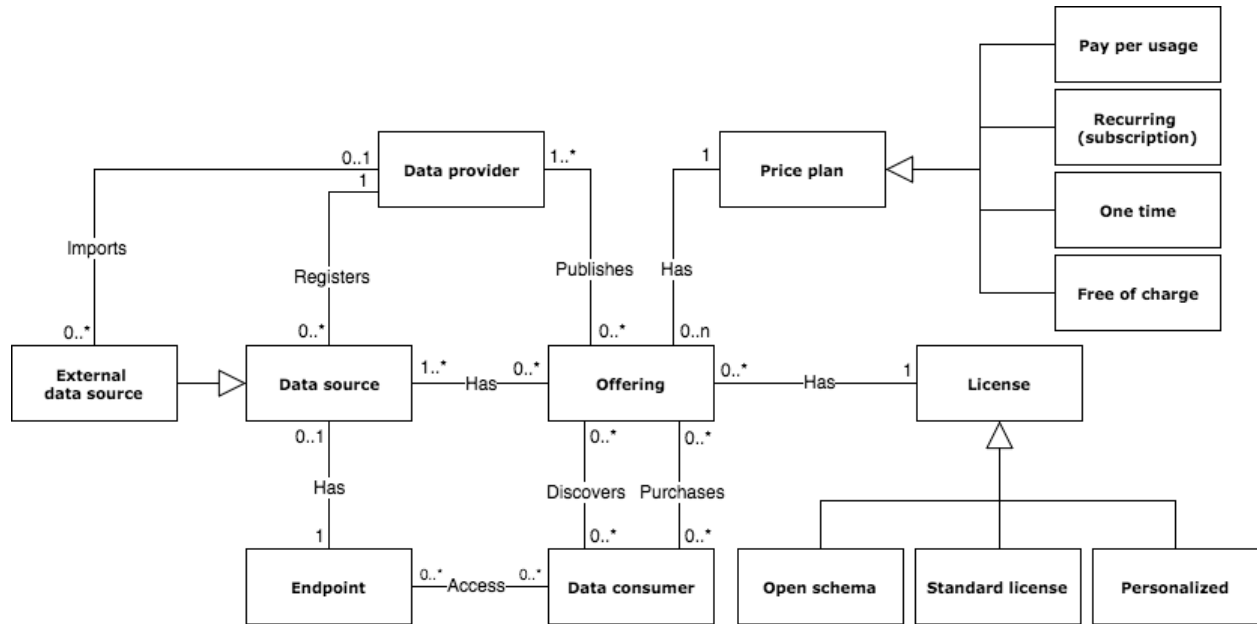 Pay per usage
Recurring
(subscription)
0..1
Data provider
1..*
1
Price plan
1
One time
Imports
Registers
Publishes
Has
Free of charge
0..*
0..*
0..*
0..n
External
data source
Data source
1..*
Has
0..*
Offering
0..*
Has
1
License
0..1
0..*
0..*
Has
Discovers
Purchases
1
0..*
0..*
Endpoint
0..*
Access
0..*
Data consumer
Open schema
Standard license
Personalized